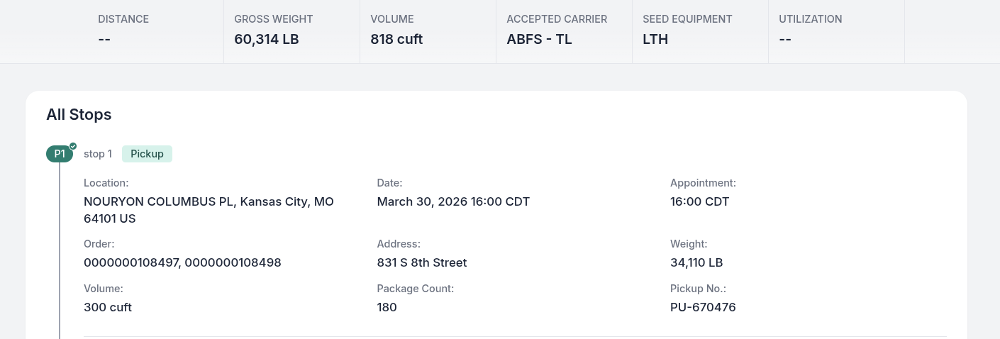 DISTANCE
--
GROSS WEIGHT
60,314 LB
VOLUME
818 cuft
ACCEPTED CARRIER
ABFS - TL
SEED EQUIPMENT
LTH
UTILIZATION
--
All Stops
P1 stop 1 Pickup
Location:
NOURYON COLUMBUS PL, Kansas City, MO
64101 US
Date:
March 30, 2026 16:00 CDT
Appointment:
16:00 CDT
Order:
0000000108497, 0000000108498
Address:
831 S 8th Street
Weight:
34,110 LB
Volume:
300 cuft
Package Count:
180
Pickup No.:
PU-670476